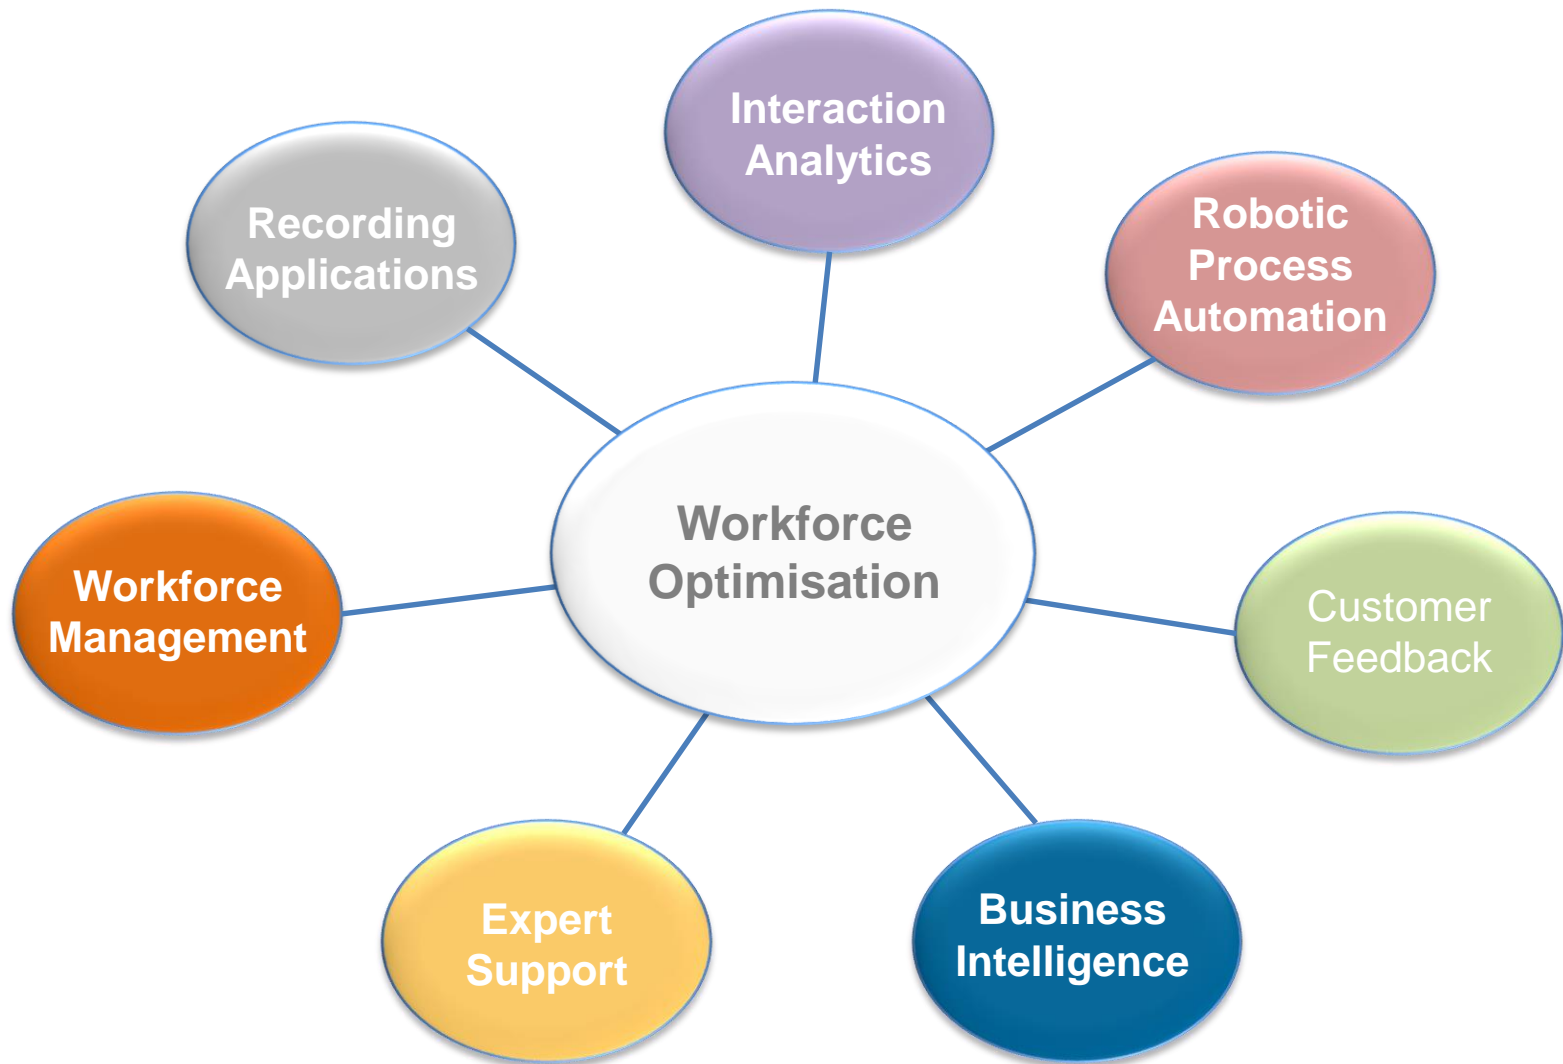 Interaction
Analytics
Recording
Applications
Robotic
Process
Automation
Workforce
Optimisation
Workforce
Management
Customer
Feedback
Expert
Support
Business
Intelligence